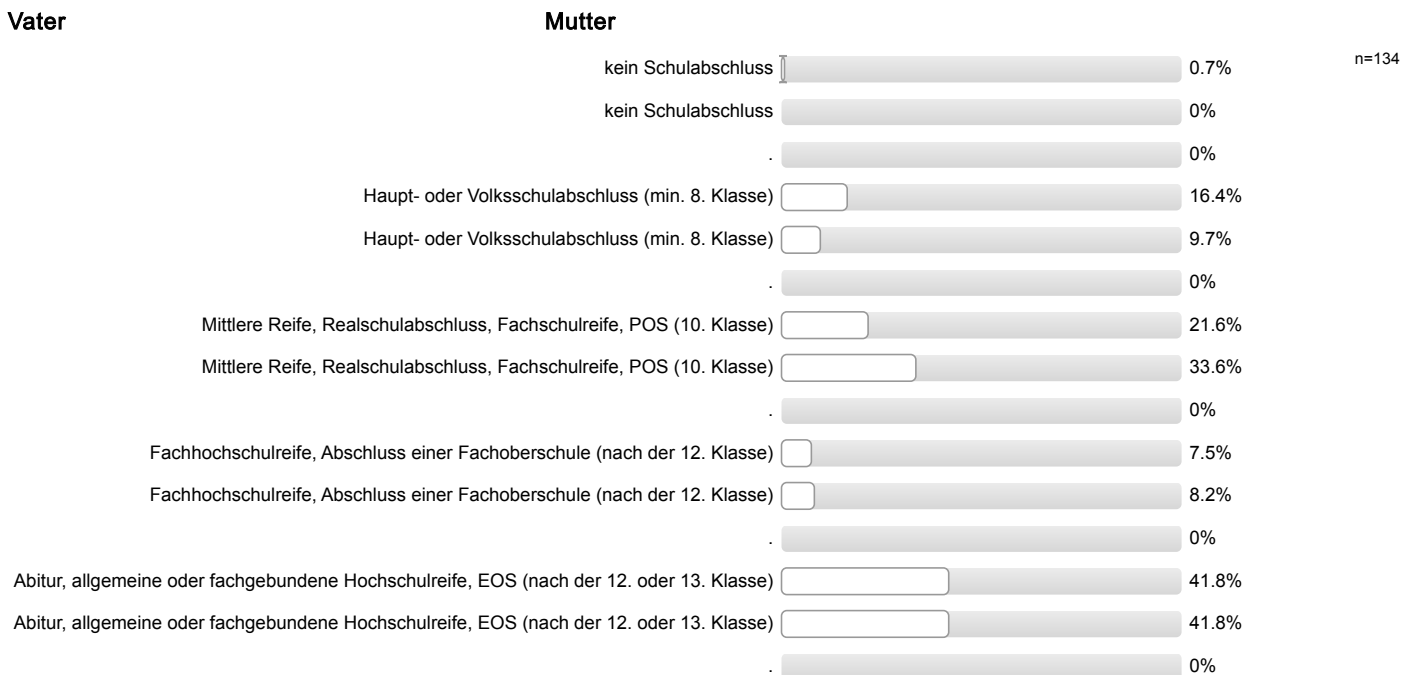 Vater Mutter
n=134
kein Schulabschluss 0.7%
kein Schulabschluss 0%
. 0%
Haupt- oder Volksschulabschluss (min. 8. Klasse) 16.4%
Haupt- oder Volksschulabschluss (min. 8. Klasse) 9.7%
. 0%
Mittlere Reife, Realschulabschluss, Fachschulreife, POS (10. Klasse) 21.6%
Mittlere Reife, Realschulabschluss, Fachschulreife, POS (10. Klasse) 33.6%
. 0%
Fachhochschulreife, Abschluss einer Fachoberschule (nach der 12. Klasse) 7.5%
Fachhochschulreife, Abschluss einer Fachoberschule (nach der 12. Klasse) 8.2%
. 0%
Abitur, allgemeine oder fachgebundene Hochschulreife, EOS (nach der 12. oder 13. Klasse) 41.8%
Abitur, allgemeine oder fachgebundene Hochschulreife, EOS (nach der 12. oder 13. Klasse) 41.8%
. 0%